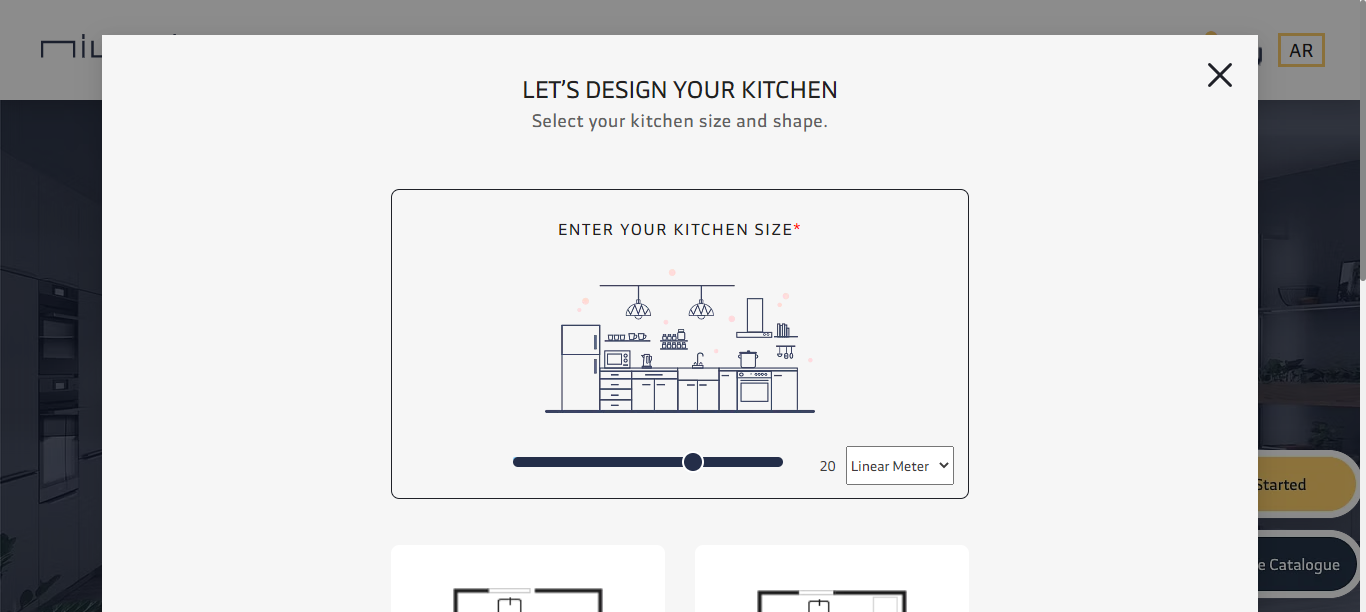 AR
LET’S DESIGN YOUR KITCHEN
Select your kitchen size and shape.
ENTER YOUR KITCHEN SIZE*
20
Linear Meter
Started
e Catalogue